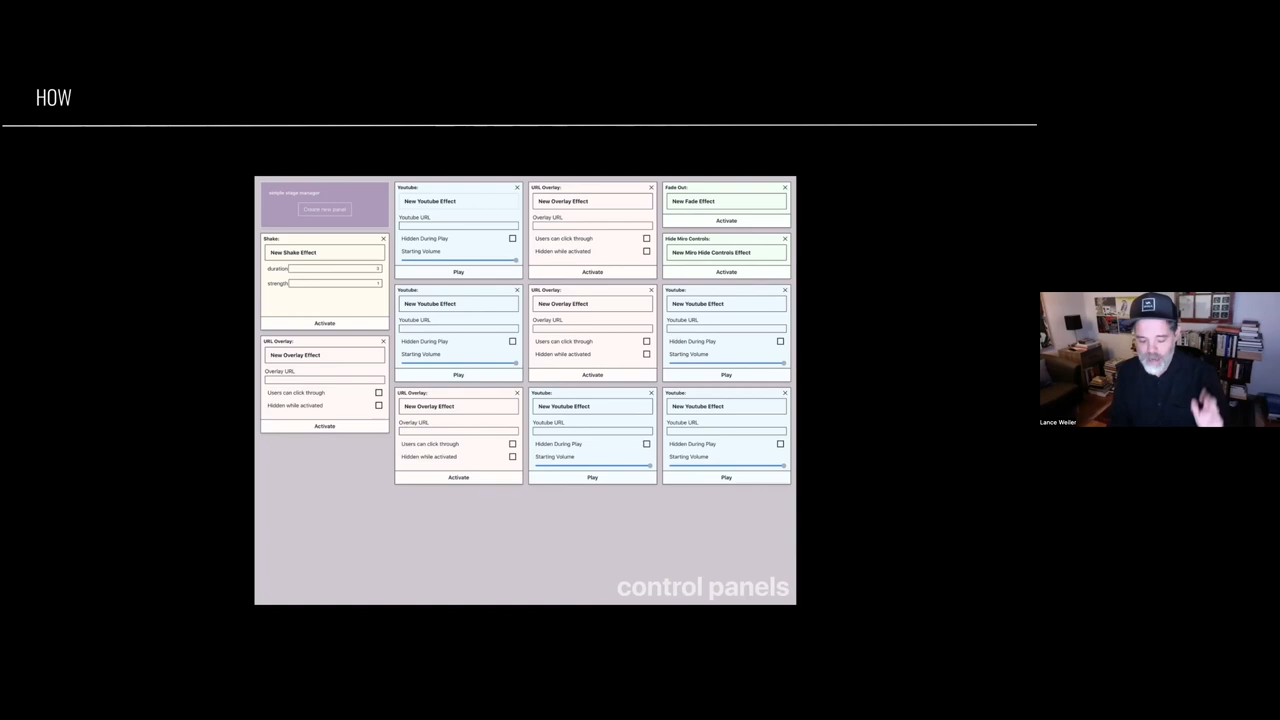 HOW
whole stage manager
Create new panel
Shake:
New Shake Effect
duration 3
strength 1
Activate
URL Overlay:
New Overlay Effect
Overlay URL
Users can click through
Hidden while activated
Activate
Youtube:
New Youtube Effect
Youtube URL
Hidden During Play
Starting Volume
Play
Youtube:
New Youtube Effect
Youtube URL
Hidden During Play
Starting Volume
Play
URL Overlay:
New Overlay Effect
Overlay URL
Users can click through
Hidden while activated
Activate
URL Overlay:
New Overlay Effect
Overlay URL
Users can click through
Hidden while activated
Activate
URL Overlay:
New Overlay Effect
Overlay URL
Users can click through
Hidden while activated
Activate
Youtube:
New Youtube Effect
Youtube URL
Hidden During Play
Starting Volume
Play
Fade Out:
New Fade Effect
Activate
Hide Miro Controls:
New Miro Hide Controls Effect
Activate
Youtube:
New Youtube Effect
Youtube URL
Hidden During Play
Starting Volume
Play
Youtube:
New Youtube Effect
Youtube URL
Hidden During Play
Starting Volume
Play
control panels
Lance Weiler